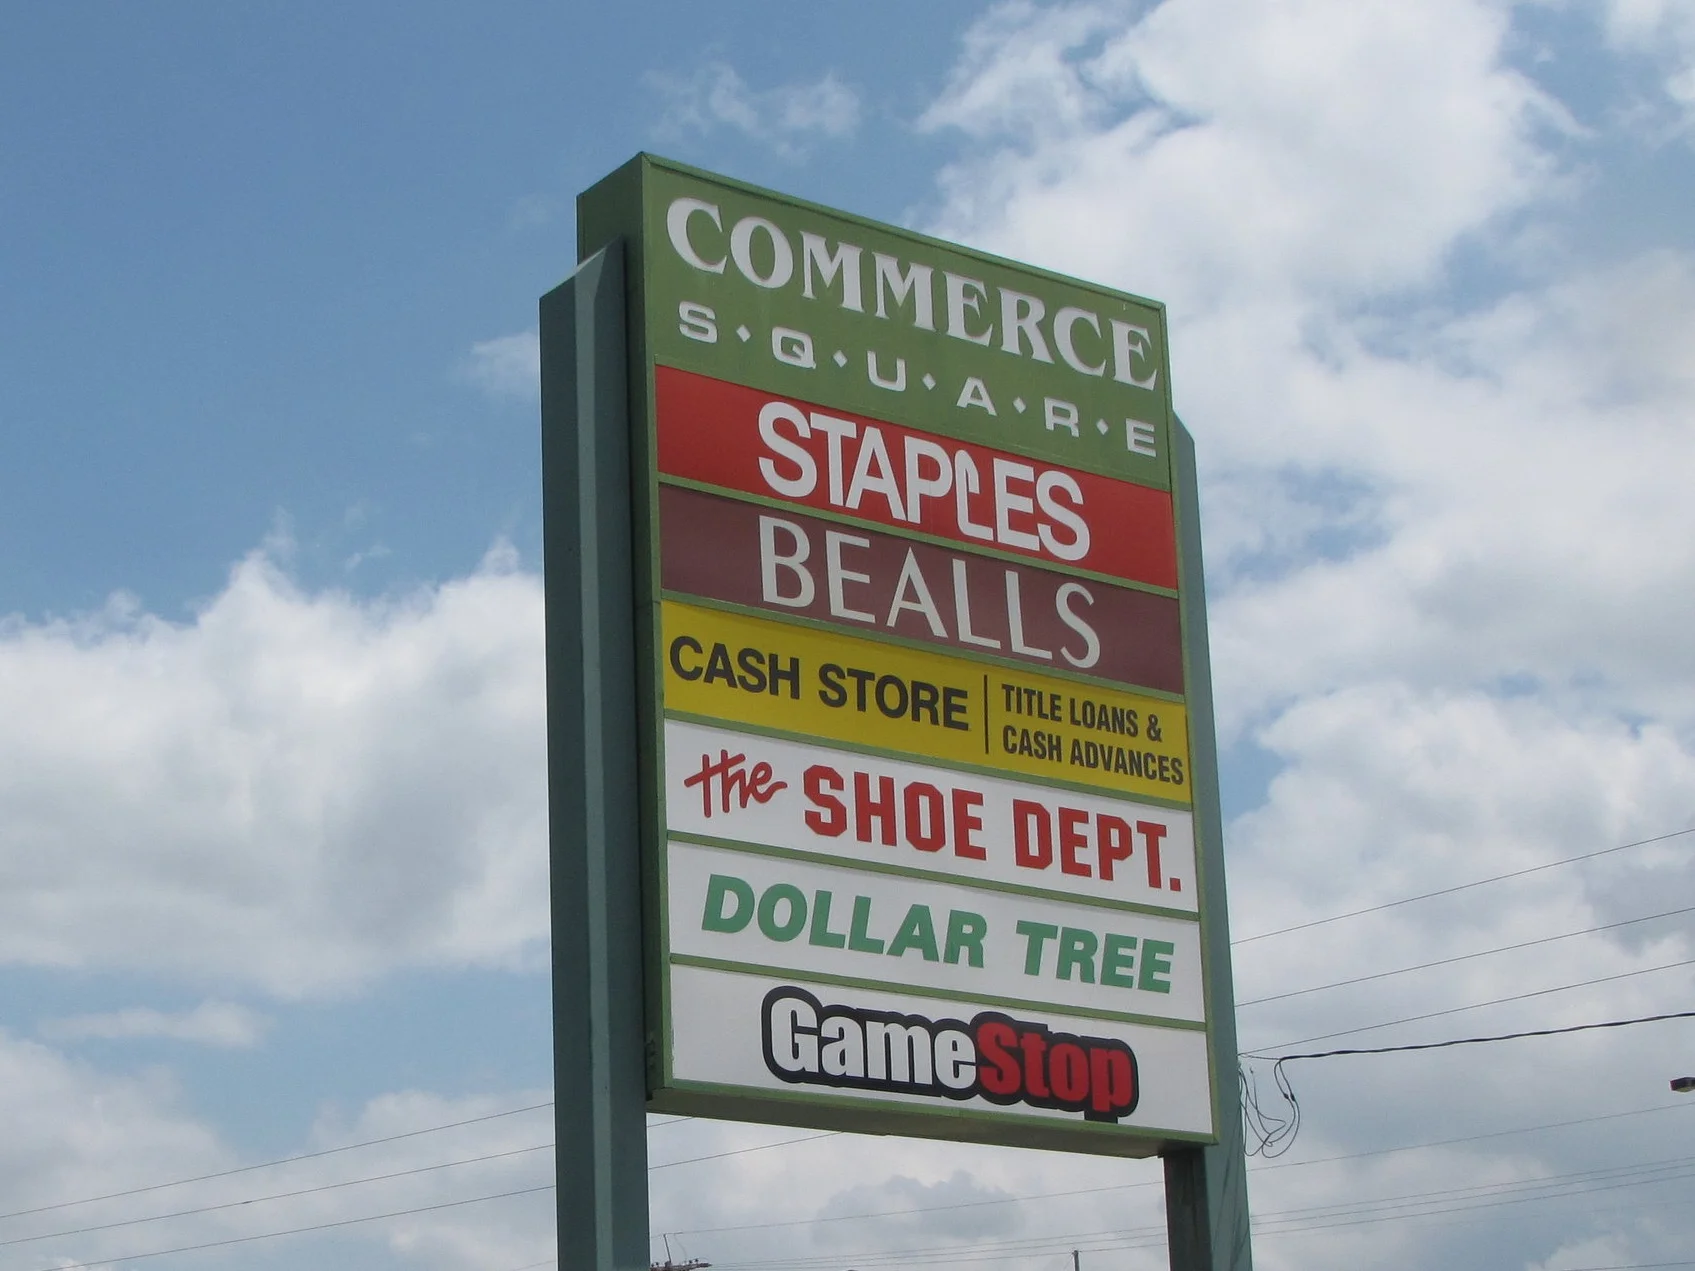 COMMERCE
S·Q·U·A·R·E
STAPLES
BEALLS
CASH STORE
TITLE LOANS &
CASH ADVANCES
the SHOE DEPT.
DOLLAR TREE
GameStop